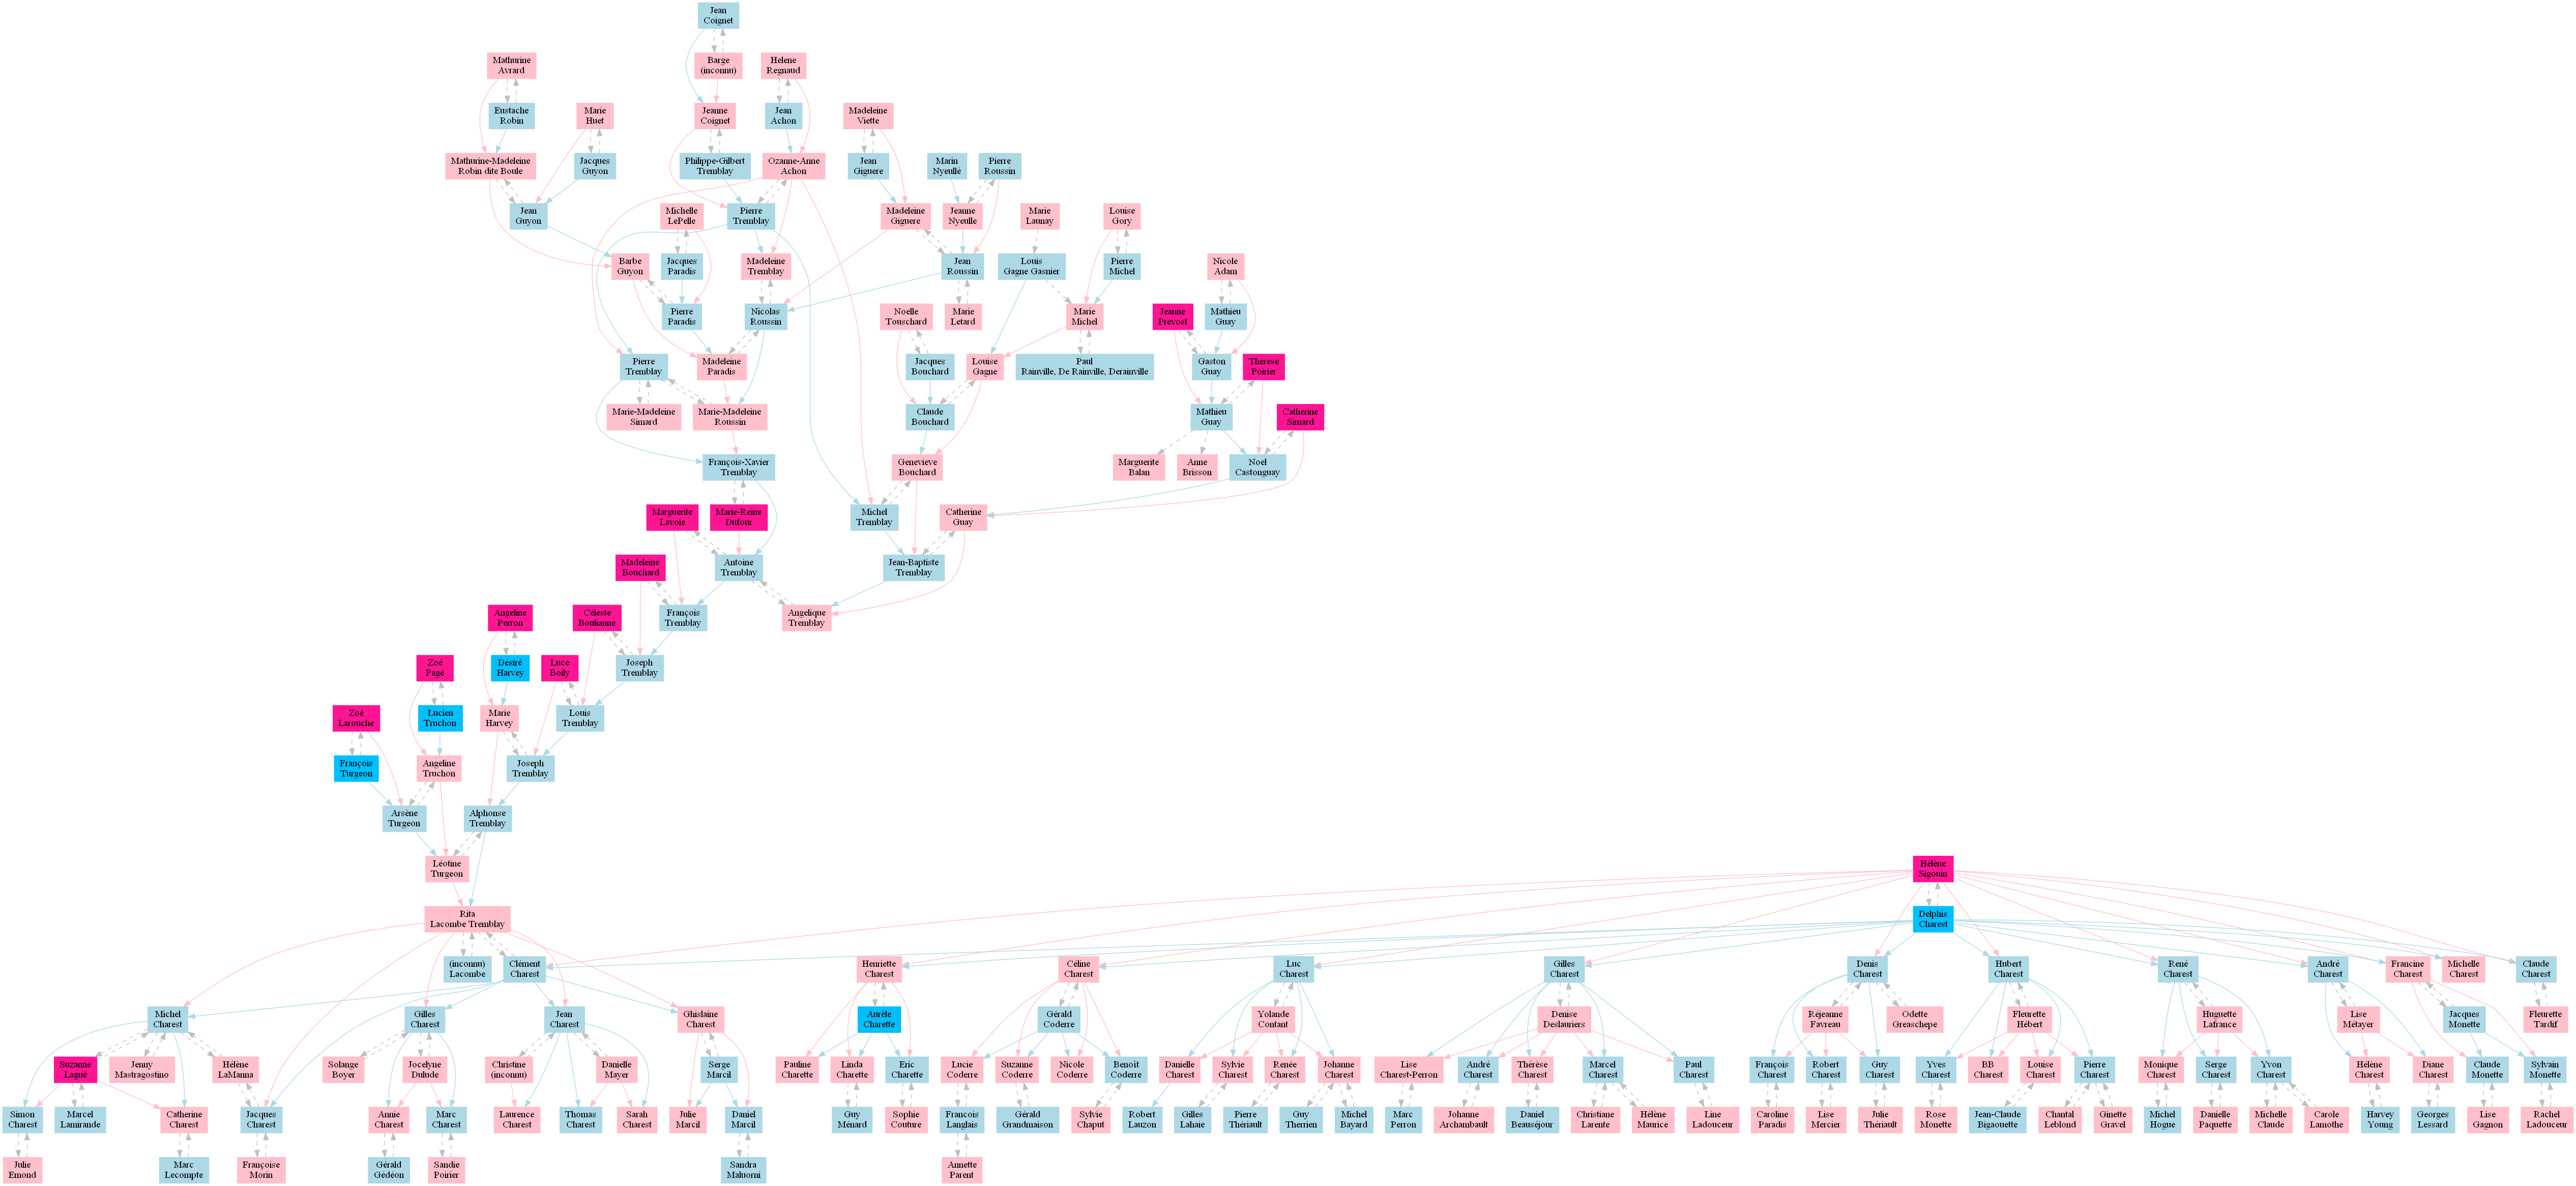 Jean
Coignet
Mathurine
Avrard
Barge
(inconnu)
Helene
Regnaud
Eustache
Robin
Marie
Huet
Jeanne
Coignet
Jean
Achon
Madeleine
Viette
Mathurine-Madeleine
Robin dite Boule
Jacques
Guyon
Philippe-Gilbert
Tremblay
Ozanne-Anne
Achon
Jean
Giguere
Marin
Nyeullé
Pierre
Roussin
Jean
Guyon
Michelle
LePelle
Pierre
Tremblay
Madeleine
Giguere
Jeanne
Nyeulle
Marie
Launay
Louise
Gory
Barbe
Guyon
Jacques
Paradis
Madeleine
Tremblay
Jean
Roussin
Louis
Gagne Gasnier
Pierre
Michel
Nicole
Adam
Pierre
Paradis
Nicolas
Roussin
Noelle
Touschard
Marie
Letard
Marie
Michel
Jeanne
Prevost
Mathieu
Guay
Pierre
Tremblay
Madeleine
Paradis
Jacques
Bouchard
Louise
Gagne
Paul
Rainville, De Rainville, Derainville
Gaston
Guay
Therese
Poirier
Marie-Madeleine
Simard
Marie-Madeleine
Roussin
Claude
Bouchard
Mathieu
Guay
Catherine
Simard
François-Xavier
Tremblay
Genevieve
Bouchard
Marguerite
Balan
Anne
Brisson
Noel
Castonguay
Marguerite
Lavoie
Marie-Reine
Dufour
Michel
Tremblay
Catherine
Guay
Madeleine
Bouchard
Antoine
Tremblay
Jean-Baptiste
Tremblay
Angeline
Perron
Céleste
Boulianne
François
Tremblay
Angelique
Tremblay
Zoé
Pagé
Désiré
Harvey
Luce
Boily
Joseph
Tremblay
Zoé
Larouche
Lucien
Truchon
Marie
Harvey
Louis
Tremblay
François
Turgeon
Angeline
Truchon
Joseph
Tremblay
Arsène
Turgeon
Alphonse
Tremblay
Léotine
Turgeon
Hélène
Sigouin
Rita
Lacombe Tremblay
Delphis
Charest
(inconnu)
Lacombe
Clément
Charest
Henriette
Charest
Céline
Charest
Luc
Charest
Gilles
Charest
Denis
Charest
Hubert
Charest
René
Charest
André
Charest
Francine
Charest
Michelle
Charest
Claude
Charest
Michel
Charest
Gilles
Charest
Jean
Charest
Ghislaine
Charest
Aurèle
Charette
Gérald
Coderre
Yolande
Contant
Denise
Deslauriers
Réjeanne
Favreau
Odette
Greaschepe
Fleurette
Hébert
Huguette
Lafrance
Lise
Métayer
Jacques
Monette
Fleurette
Tardif
Suzanne
Lagué
Jenny
Mastragostino
Hélène
LaManna
Solange
Boyer
Jocelyne
Dulude
Christine
(inconnu)
Danielle
Mayer
Serge
Marcil
Pauline
Charette
Linda
Charette
Eric
Charette
Lucie
Coderre
Suzanne
Coderre
Nicole
Coderre
Benoit
Coderre
Danielle
Charest
Sylvie
Charest
Renée
Charest
Johanne
Charest
Lise
Charest-Perron
André
Charest
Thérèse
Charest
Marcel
Charest
Paul
Charest
François
Charest
Robert
Charest
Guy
Charest
Yves
Charest
BB
Charest
Louise
Charest
Pierre
Charest
Monique
Charest
Serge
Charest
Yvon
Charest
Hélène
Charest
Diane
Charest
Claude
Monette
Sylvain
Monette
Simon
Charest
Marcel
Lamirande
Catherine
Charest
Jacques
Charest
Annie
Charest
Marc
Charest
Laurence
Charest
Thomas
Charest
Sarah
Charest
Julie
Marcil
Daniel
Marcil
Guy
Ménard
Sophie
Couture
Francois
Langlais
Gérald
Grandmaison
Sylvie
Chaput
Robert
Lauzon
Gilles
Lahaie
Pierre
Thériault
Guy
Therrien
Michel
Bayard
Marc
Perron
Johanne
Archambault
Daniel
Beauséjour
Christiane
Larente
Hélène
Maurice
Line
Ladouceur
Caroline
Paradis
Lise
Mercier
Julie
Thériault
Rose
Monette
Jean-Claude
Bigaouette
Chantal
Leblond
Ginette
Gravel
Michel
Hogue
Danielle
Paquette
Michelle
Claude
Carole
Lamothe
Harvey
Young
Georges
Lessard
Lise
Gagnon
Rachel
Ladouceur
Julie
Emond
Marc
Lecompte
Françoise
Morin
Gérald
Gédéon
Sandie
Poirier
Sandra
Maluorni
Annette
Parent